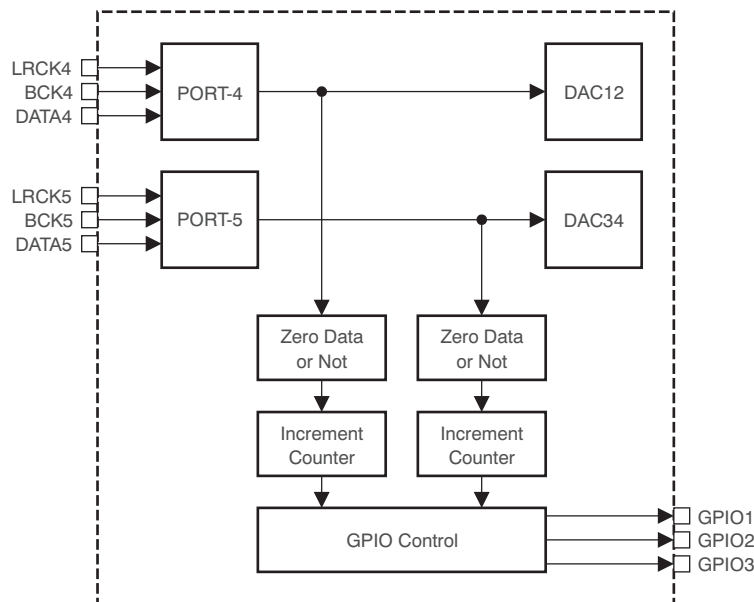 LRCK4
BCK4
DATA4
PORT-4
DAC12
LRCK5
BCK5
DATA5
PORT-5
DAC34
Zero Data
or Not
Zero Data
or Not
Increment
Counter
Increment
Counter
GPIO Control
GPIO1
GPIO2
GPIO3